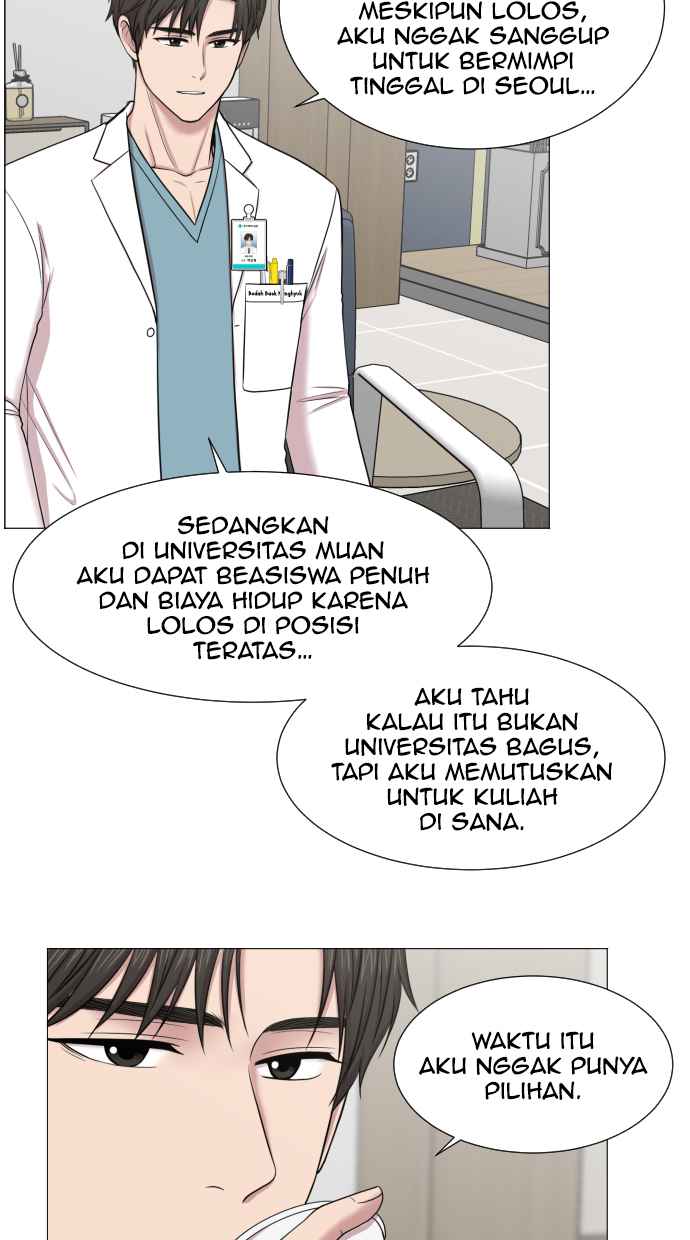 MESKIPUN LOLOS,
AKU NGGAK SANGGUP
UNTUK BERMIMPI
TINGGAL DI SEOUL...
Bedah Baek
SEDANGKAN
DI UNIVERSITAS MUAN
AKU DAPAT BEASISWA PENUH
DAN BIAYA HIDUP KARENA
LOLOS DI POSISI
TERATAS...
AKU TAHU
KALAU ITU BUKAN
UNIVERSITAS BAGUS,
TAPI AKU MEMUTUSKAN
UNTUK KULIAH
DI SANA.
WAKTU ITU
AKU NGGAK PUNYA
PILIHAN.